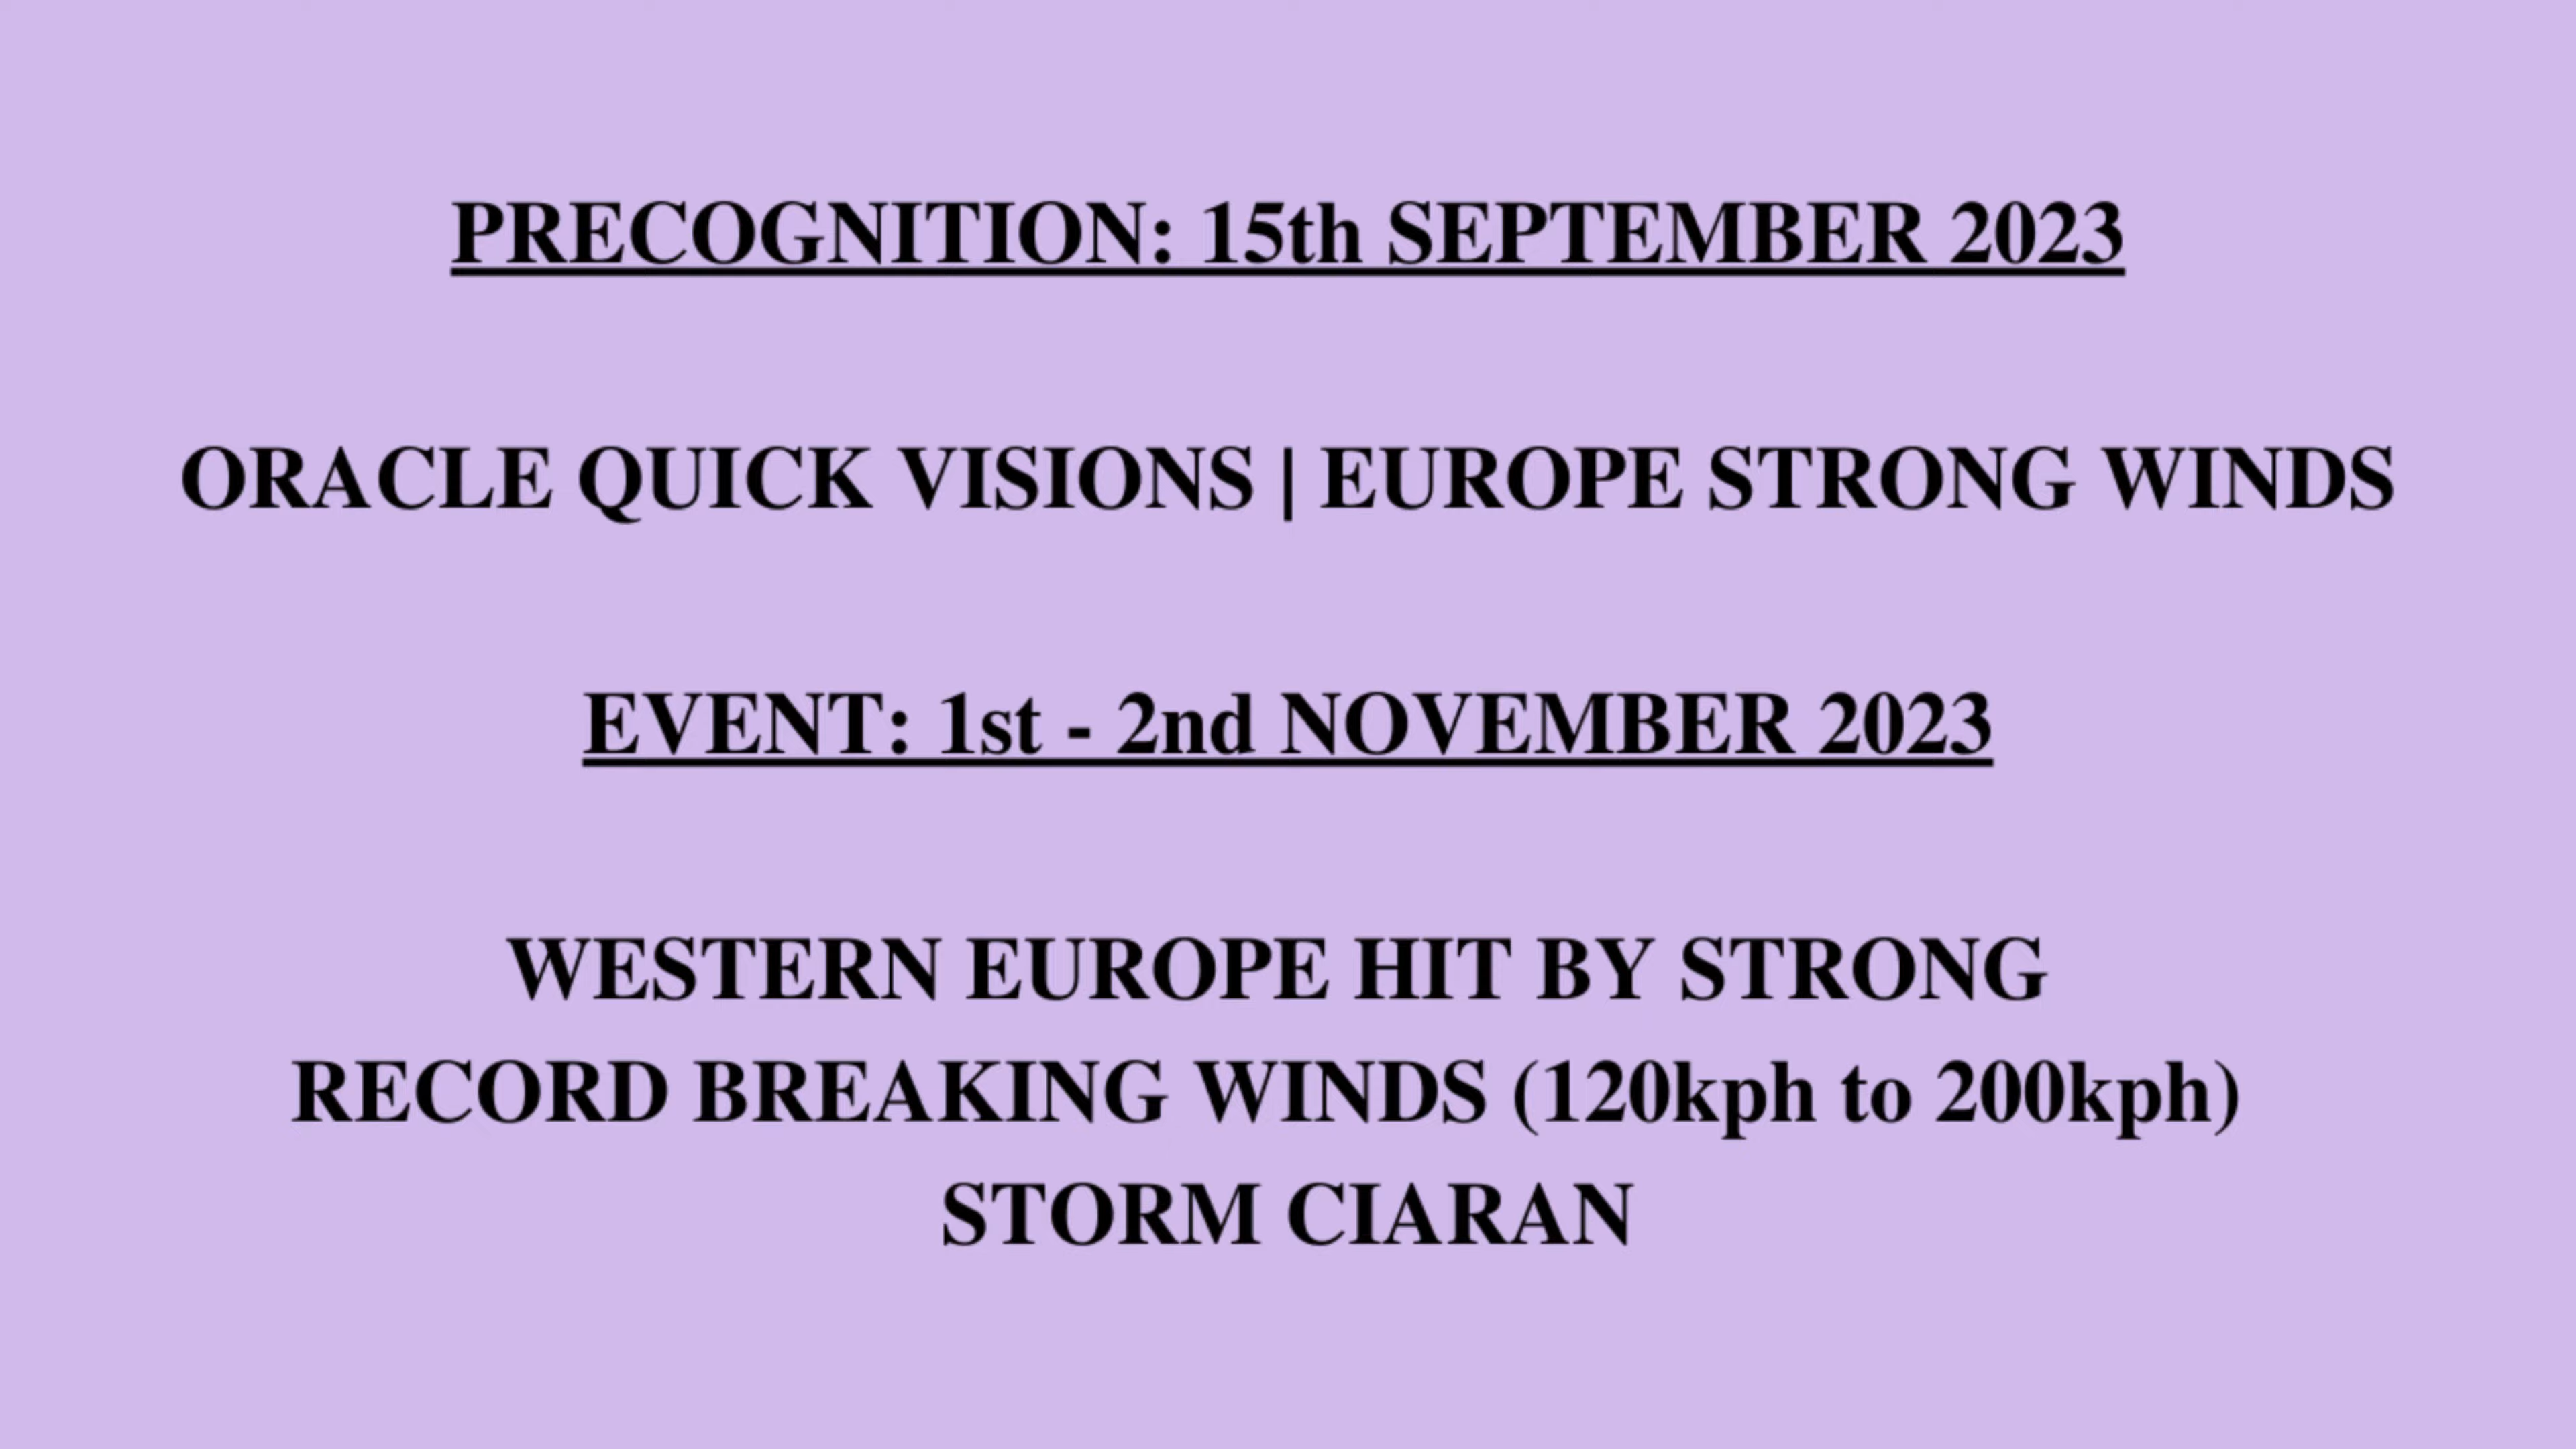 PRECOGNITION: 15th SEPTEMBER 2023
ORACLE QUICK VISIONS | EUROPE STRONG WINDS
EVENT: 1st - 2nd NOVEMBER 2023
WESTERN EUROPE HIT BY STRONG
RECORD BREAKING WINDS (120kph to 200kph)
STORM CIARAN